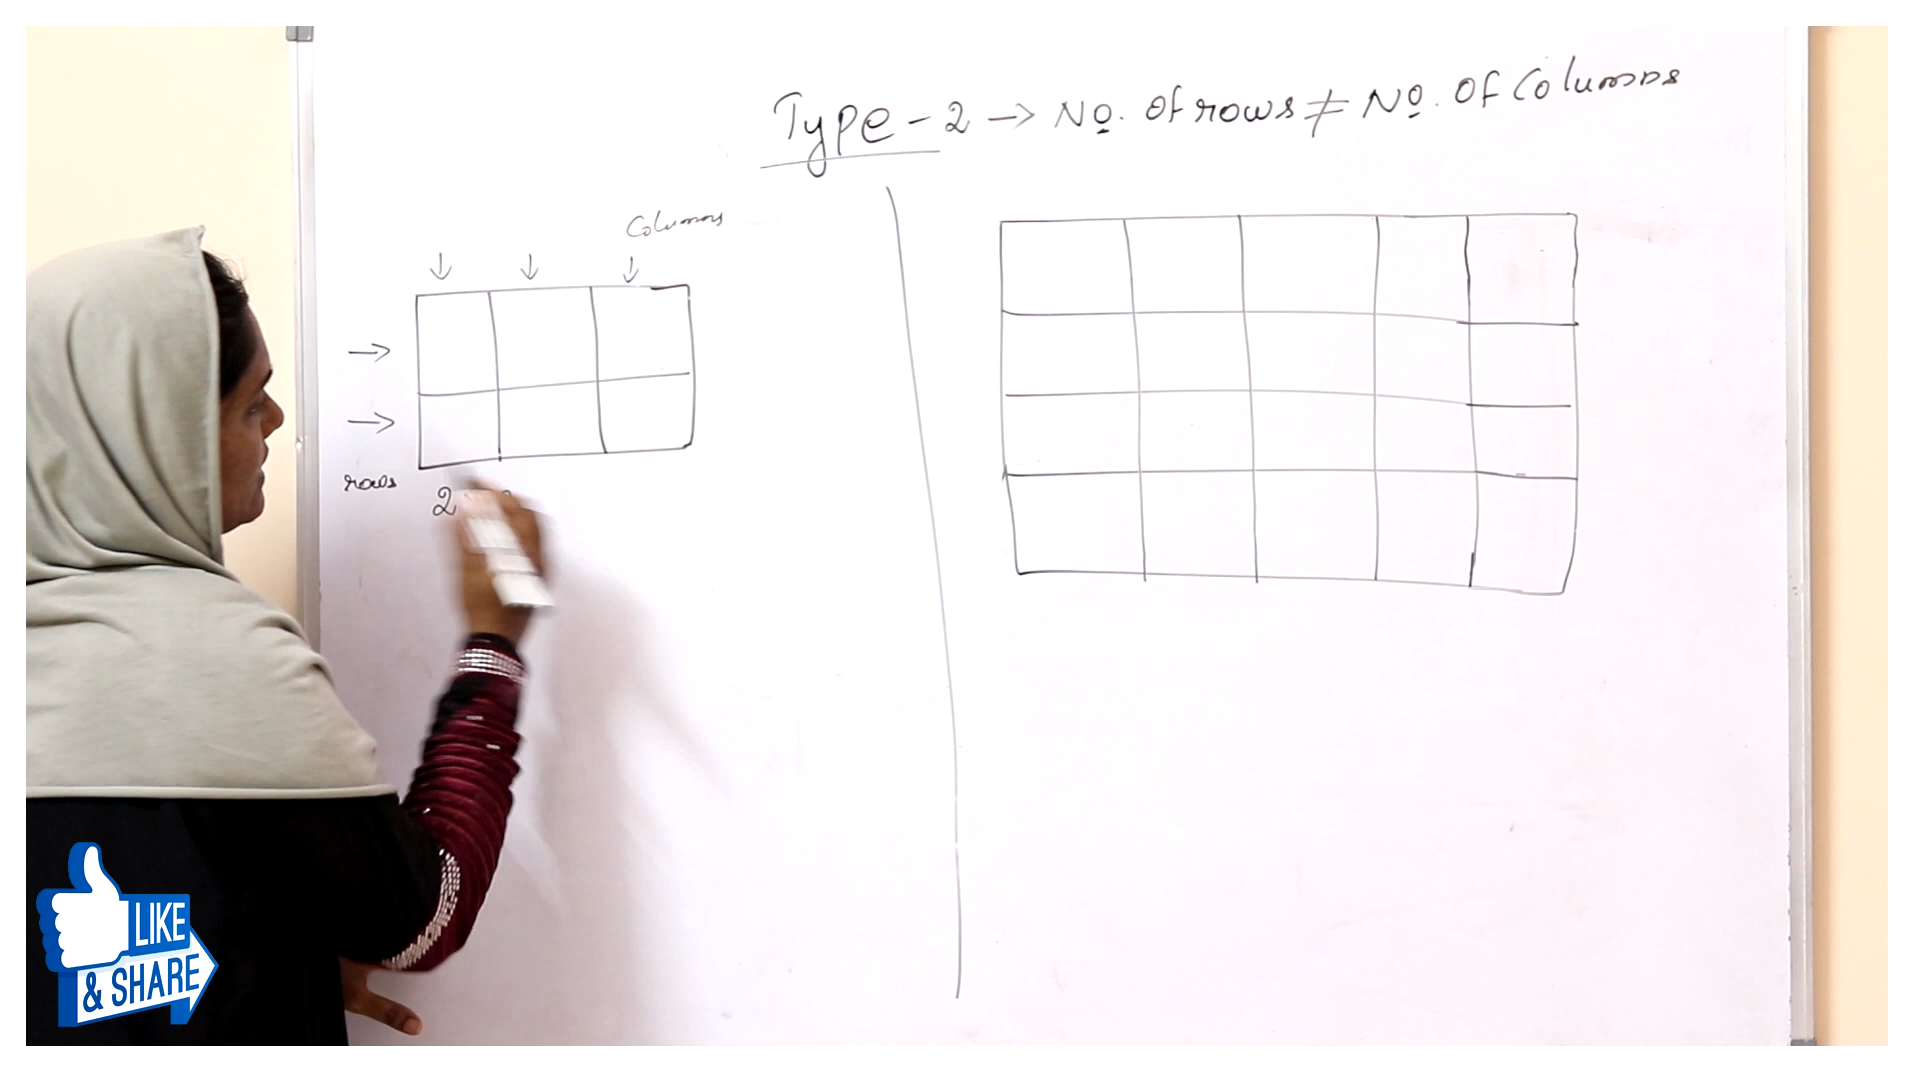 Type - 2 → No. of rows ≠ No. of Columns
Columns
rows
2
LIKE
& SHARE